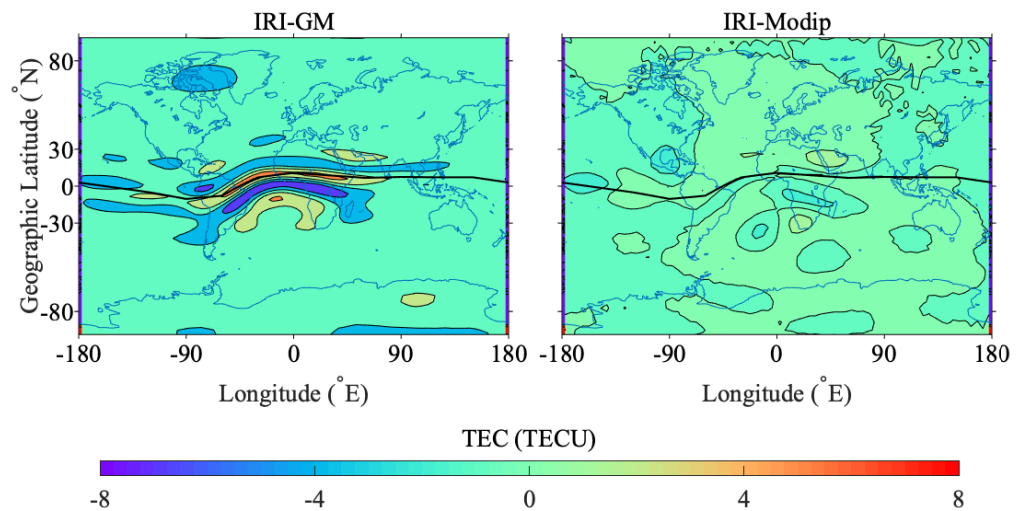 IRI-GM
IRI-Modip
Geographic Latitude (°N)
80
30
0
-30
-80
-180 -90 0 90 180
-180 -90 0 90 180
Longitude (°E)
Longitude (°E)
TEC (TECU)
-8 -4 0 4 8